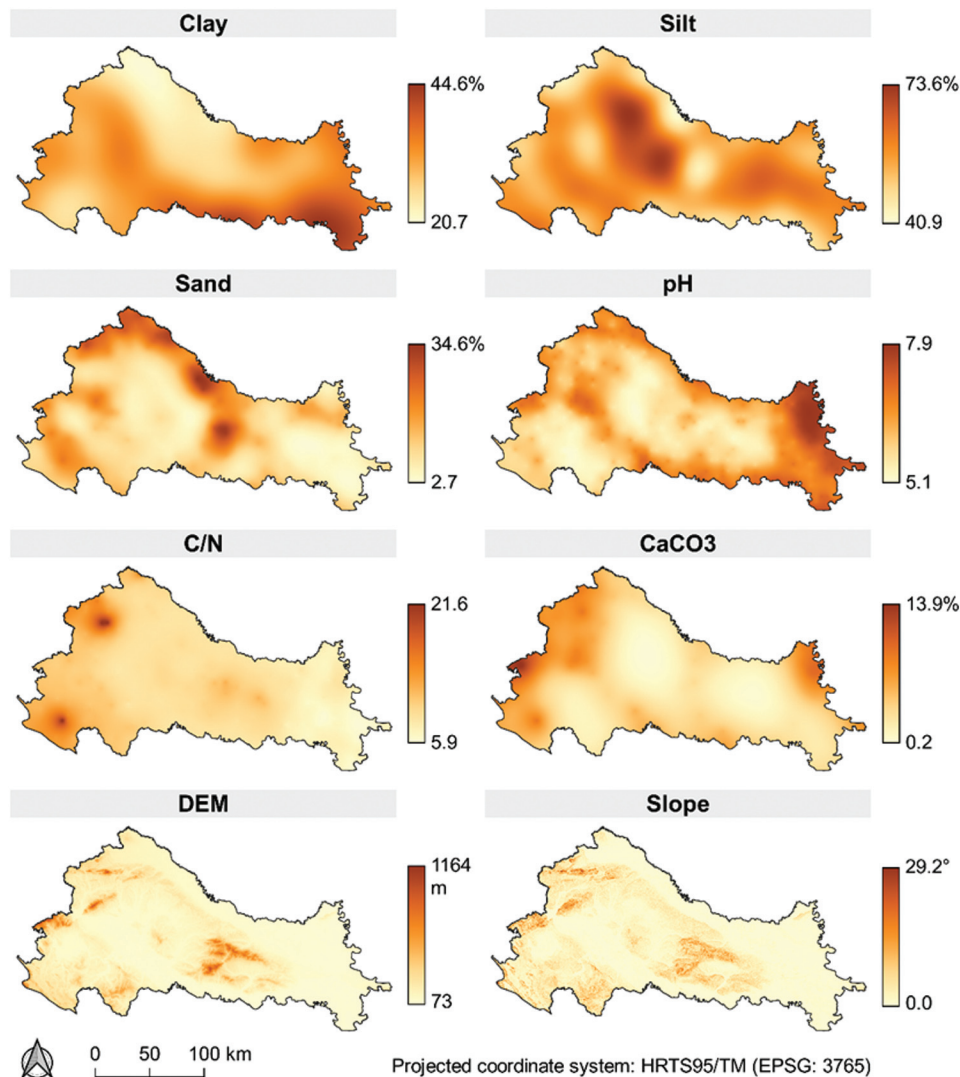 Clay
Silt
44.6%
20.7
73.6%
40.9
Sand
pH
34.6%
2.7
7.9
5.1
C/N
CaCO3
21.6
5.9
13.9%
0.2
DEM
Slope
1164
m
73
29.2°
0.0
0 50 100 km
Projected coordinate system: HRTS95/TM (EPSG: 3765)